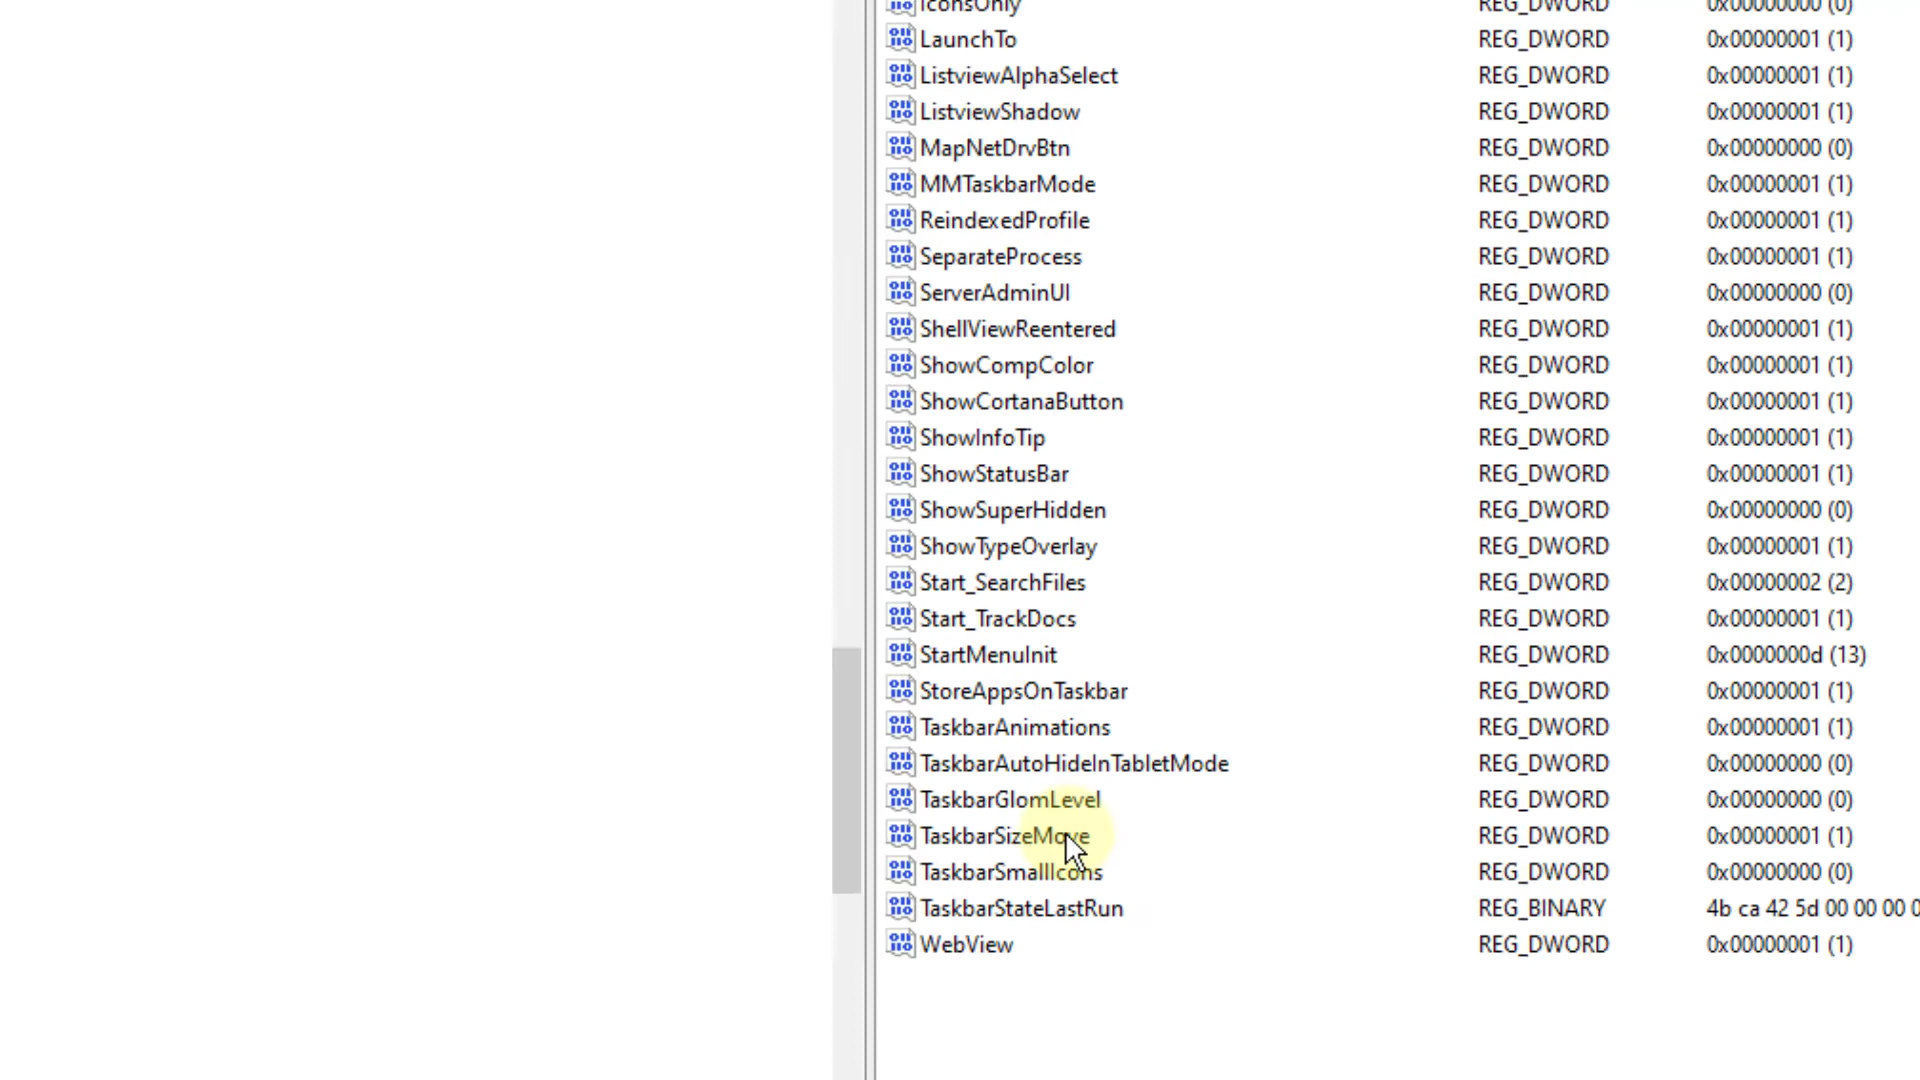 IconsOnly REG_DWORD 0x00000000 (0)
LaunchTo REG_DWORD 0x00000001 (1)
ListviewAlphaSelect REG_DWORD 0x00000001 (1)
ListviewShadow REG_DWORD 0x00000001 (1)
MapNetDrvBtn REG_DWORD 0x00000000 (0)
MMTaskbarMode REG_DWORD 0x00000001 (1)
ReindexedProfile REG_DWORD 0x00000001 (1)
SeparateProcess REG_DWORD 0x00000001 (1)
ServerAdminUI REG_DWORD 0x00000000 (0)
ShellViewReentered REG_DWORD 0x00000001 (1)
ShowCompColor REG_DWORD 0x00000001 (1)
ShowCortanaButton REG_DWORD 0x00000001 (1)
ShowInfoTip REG_DWORD 0x00000001 (1)
ShowStatusBar REG_DWORD 0x00000001 (1)
ShowSuperHidden REG_DWORD 0x00000000 (0)
ShowTypeOverlay REG_DWORD 0x00000001 (1)
Start_SearchFiles REG_DWORD 0x00000002 (2)
Start_TrackDocs REG_DWORD 0x00000001 (1)
StartMenuInit REG_DWORD 0x0000000d (13)
StoreAppsOnTaskbar REG_DWORD 0x00000001 (1)
TaskbarAnimations REG_DWORD 0x00000001 (1)
TaskbarAutoHideInTabletMode REG_DWORD 0x00000000 (0)
TaskbarGlomLevel REG_DWORD 0x00000000 (0)
TaskbarSizeMove REG_DWORD 0x00000001 (1)
TaskbarSmallIcons REG_DWORD 0x00000000 (0)
TaskbarStateLastRun REG_BINARY 4b ca 42 5d 00 00 00 0
WebView REG_DWORD 0x00000001 (1)